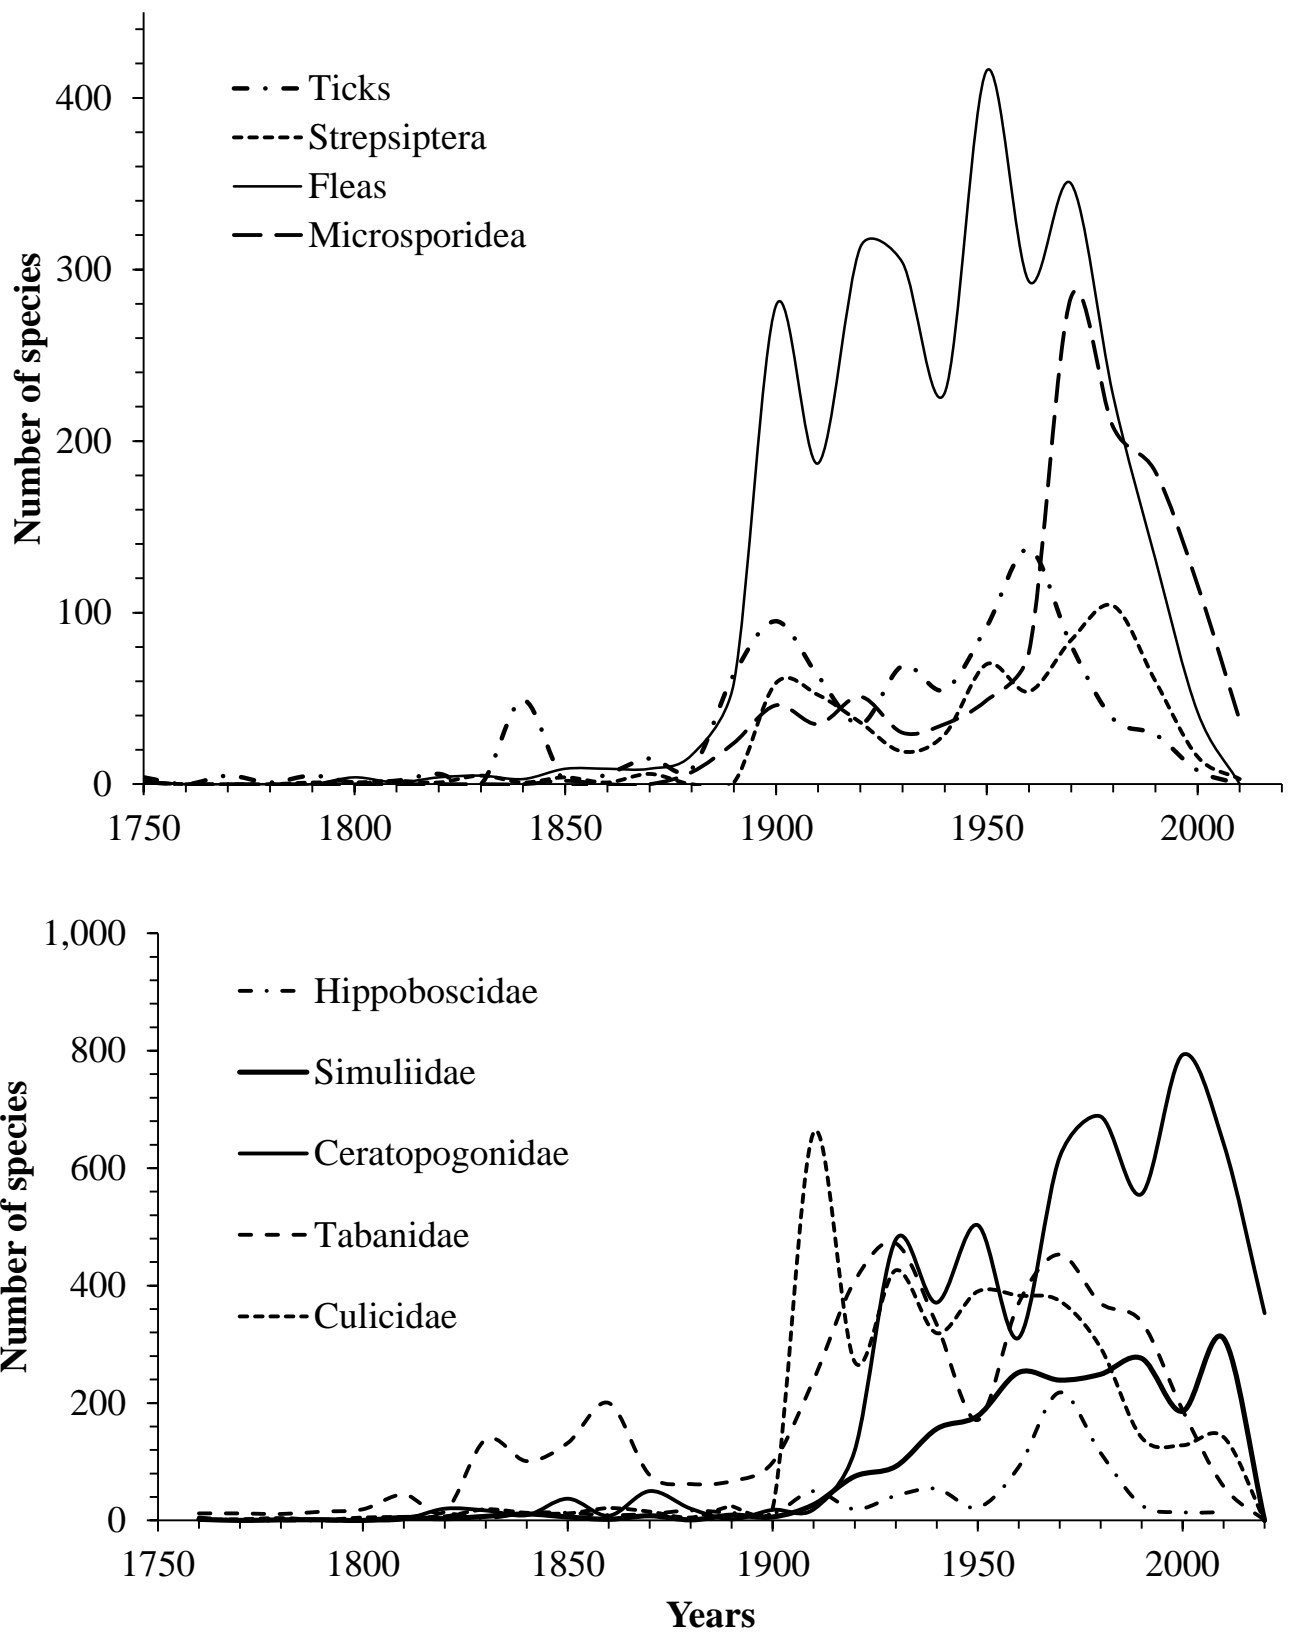 400
300
200
100
0
Number of species
Ticks
Strepsiptera
Fleas
Microsporidea
1750 1800 1850 1900 1950 2000
1,000
800
600
400
200
0
Number of species
Hippoboscidae
Simuliidae
Ceratopogonidae
Tabanidae
Culicidae
1750 1800 1850 1900 1950 2000
Years